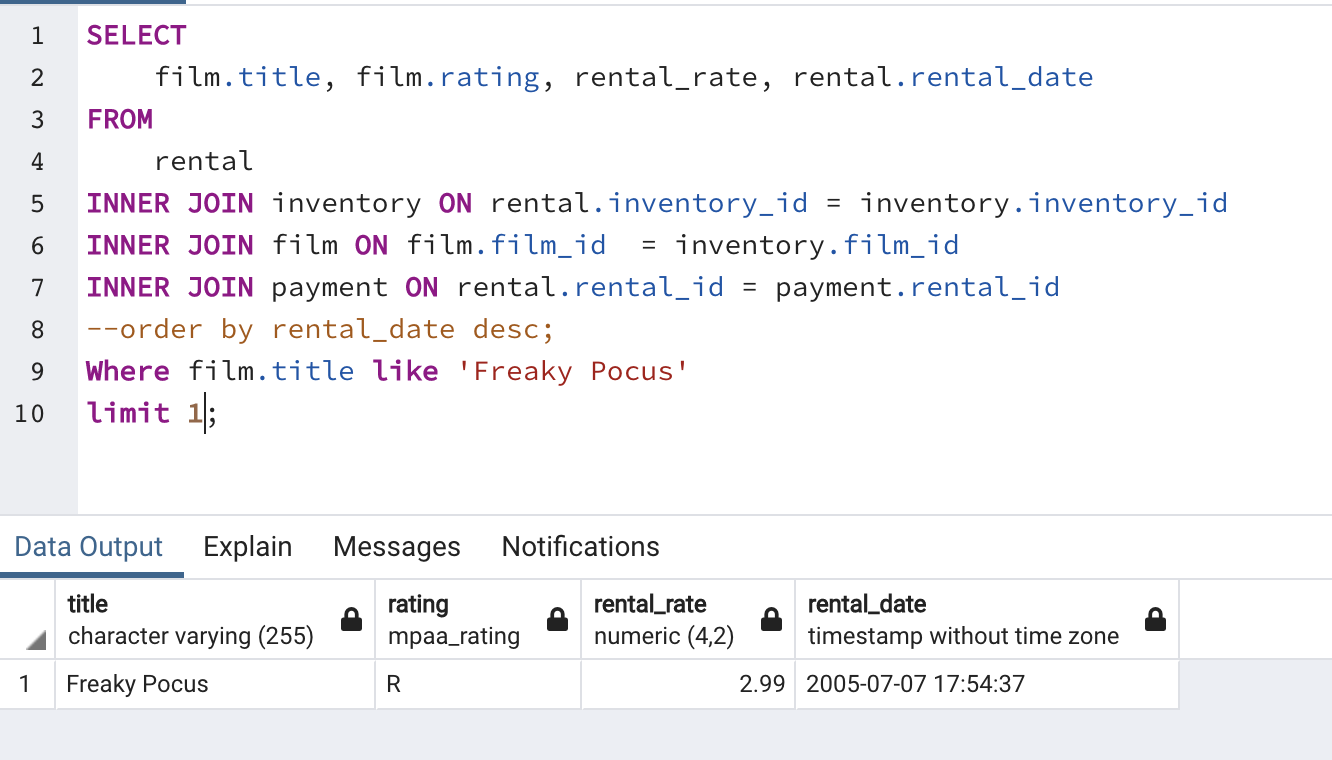 1 SELECT
2 film.title, film.rating, rental_rate, rental.rental_date
3 FROM
4 rental
5 INNER JOIN inventory ON rental.inventory_id = inventory.inventory_id
6 INNER JOIN film ON film.film_id  = inventory.film_id
7 INNER JOIN payment ON rental.rental_id = payment.rental_id
8 --order by rental_date desc;
9 Where film.title like 'Freaky Pocus'
10 limit 1;
Data Output Explain Messages Notifications
title rating rental_rate rental_date
character varying (255) mpaa_rating numeric (4,2) timestamp without time zone
1 Freaky Pocus R 2.99 2005-07-07 17:54:37